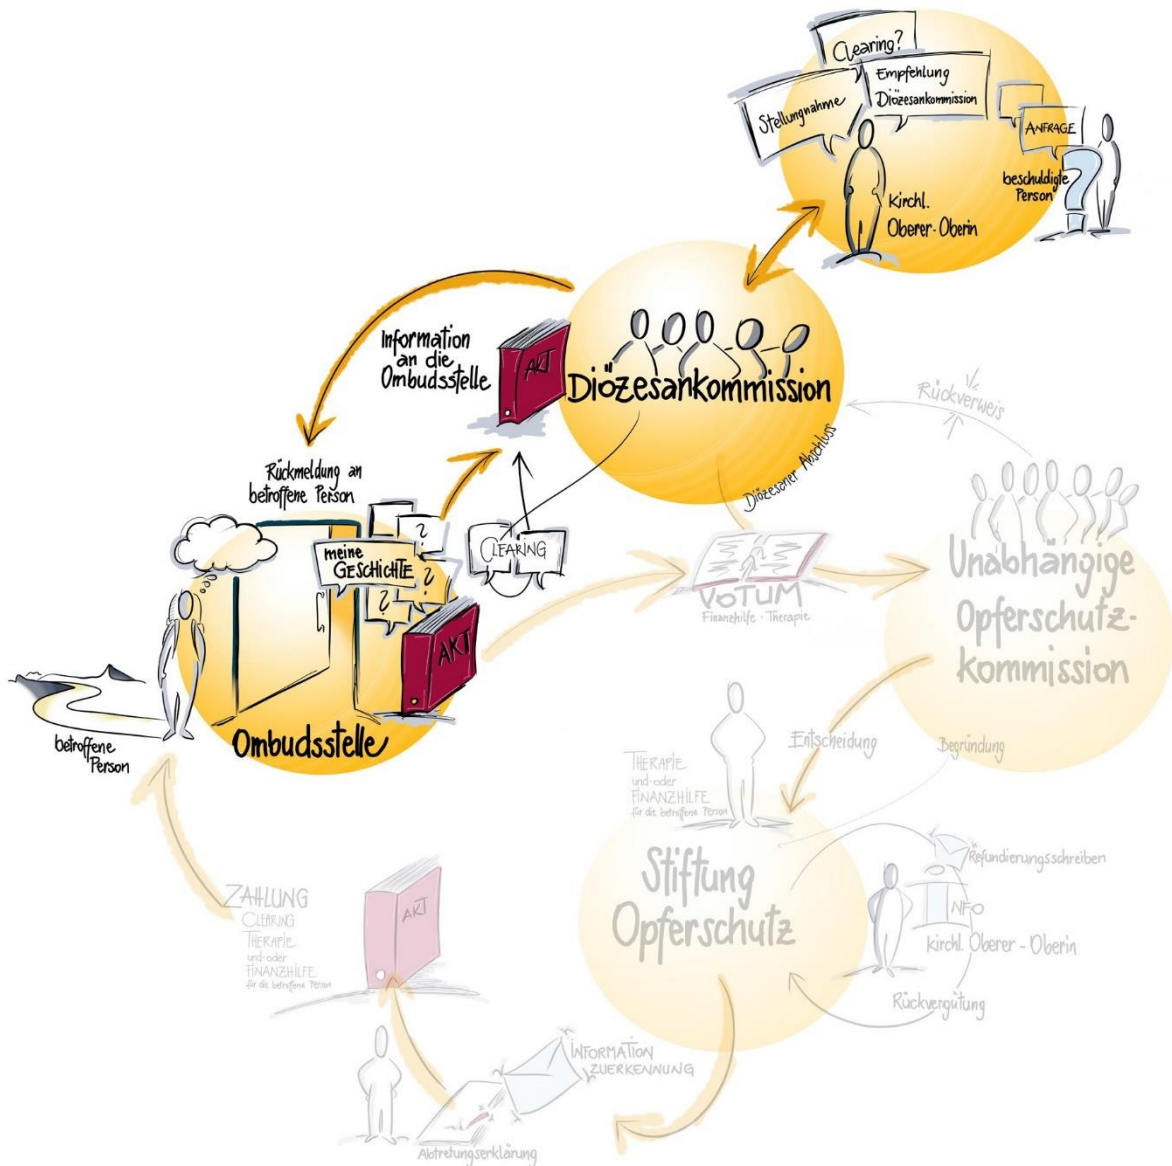 Clearing?
Empfehlung
Diözesankommission
Stellungnahme
ANFRAGE
beschuldigte
Person
?
Kirchl.
Oberer-Oberin
Information
an die
Ombudsstelle
AKT
Diözesankommission
Rückverweis
Diözesaner Abschluss
Rückmeldung an
betroffene Person
meine
GESCHICHTE
?
?
?
?
CLEARING
AKT
VOTUM
Finanzhilfe - Therapie
Unabhängige
Opferschutz-
kommission
betroffene
Person
Ombudsstelle
Entscheidung
Begründung
THERAPIE
und-oder
FINANZHILFE
für die betroffene Person
Stiftung
Opferschutz
Refundierungsschreiben
INFO
Kirchl. Oberer - Oberin
Rückvergütung
ZAHLUNG
CLEARING
THERAPIE
und-oder
FINANZHILFE
für die betroffene Person
AKT
INFORMATION
ZUERKENNUNG
Abtretungserklärung